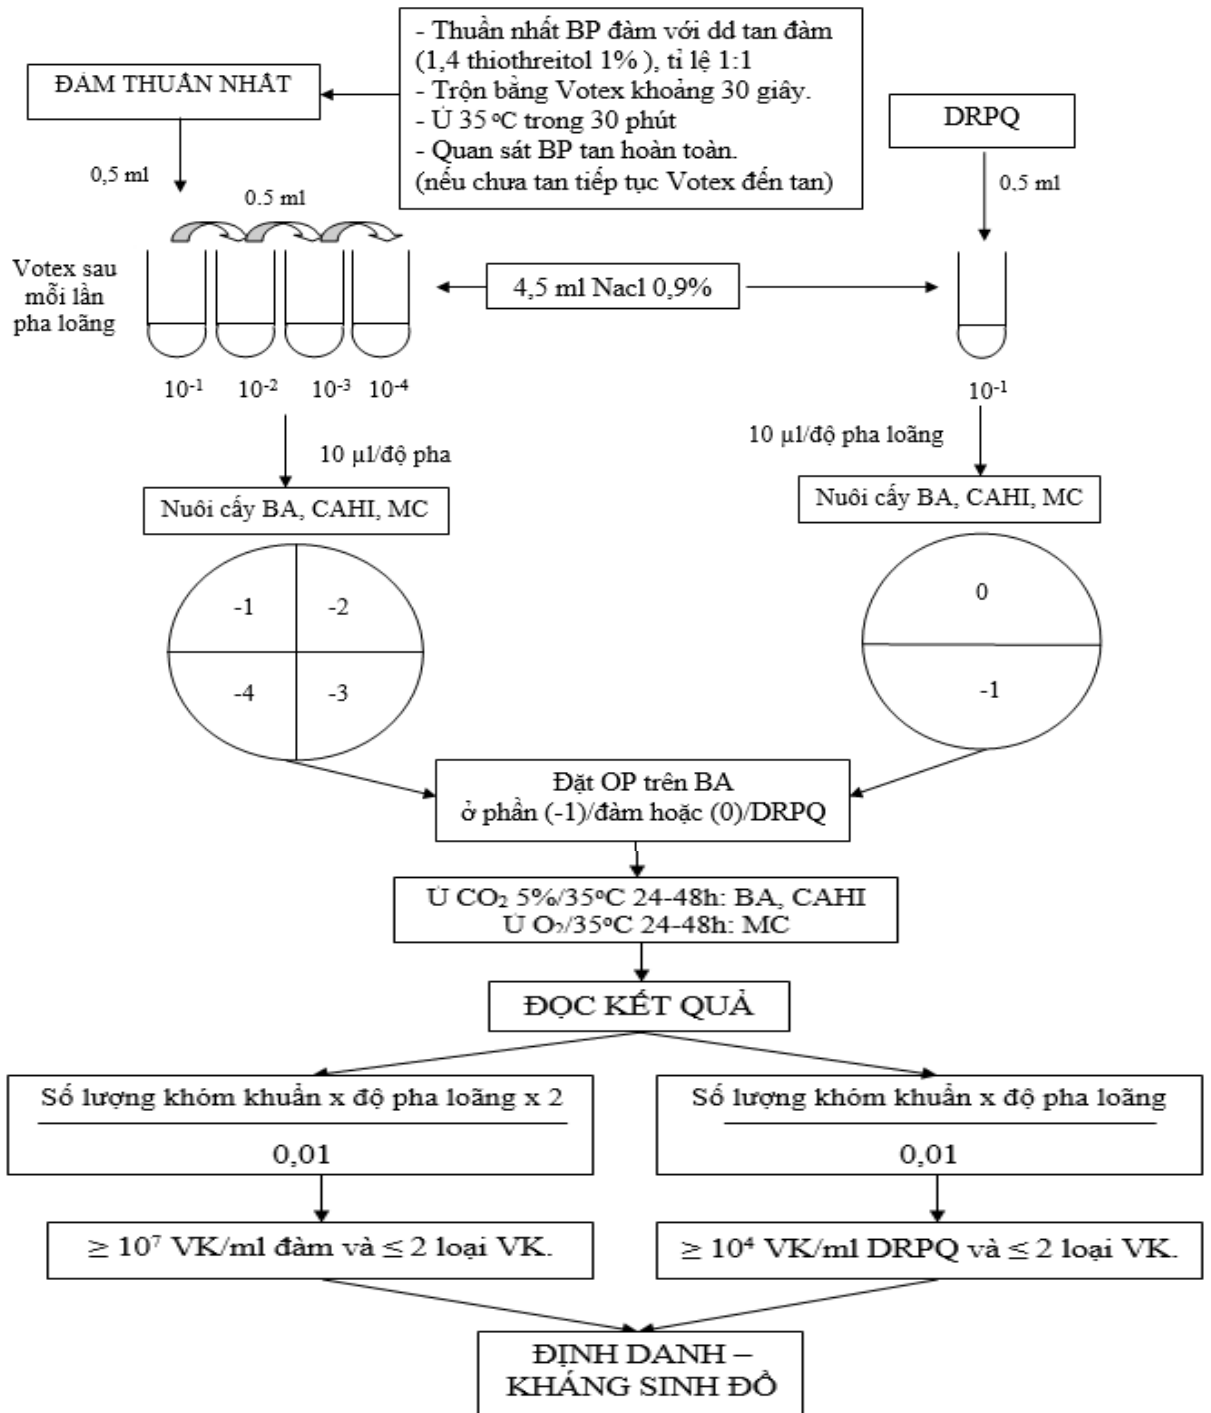 - Thuần nhất BP đàm với dd tan đàm
(1,4 thiothreitol 1% ), tỉ lệ 1:1
- Trộn bằng Votex khoảng 30 giây.
- Ủ 35 ºC trong 30 phút
- Quan sát BP tan hoàn toàn.
(nếu chưa tan tiếp tục Votex đến tan)
ĐÀM THUẦN NHẤT
DRPQ
0,5 ml
0.5 ml
0,5 ml
Votex sau
mỗi lần
pha loãng
4,5 ml Nacl 0,9%
10⁻¹ 10⁻² 10⁻³ 10⁻⁴
10⁻¹
10 µl/độ pha
10 µl/độ pha loãng
Nuôi cấy BA, CAHI, MC
Nuôi cấy BA, CAHI, MC
-1 -2
-4 -3
0
-1
Đặt OP trên BA
ở phần (-1)/đàm hoặc (0)/DRPQ
Ủ CO₂ 5%/35ºC 24-48h: BA, CAHI
Ủ O₂/35ºC 24-48h: MC
ĐỌC KẾT QUẢ
Số lượng khóm khuẩn x độ pha loãng x 2
0,01
Số lượng khóm khuẩn x độ pha loãng
0,01
≥ 10⁷ VK/ml đàm và ≤ 2 loại VK.
≥ 10⁴ VK/ml DRPQ và ≤ 2 loại VK.
ĐỊNH DANH –
KHÁNG SINH ĐỒ